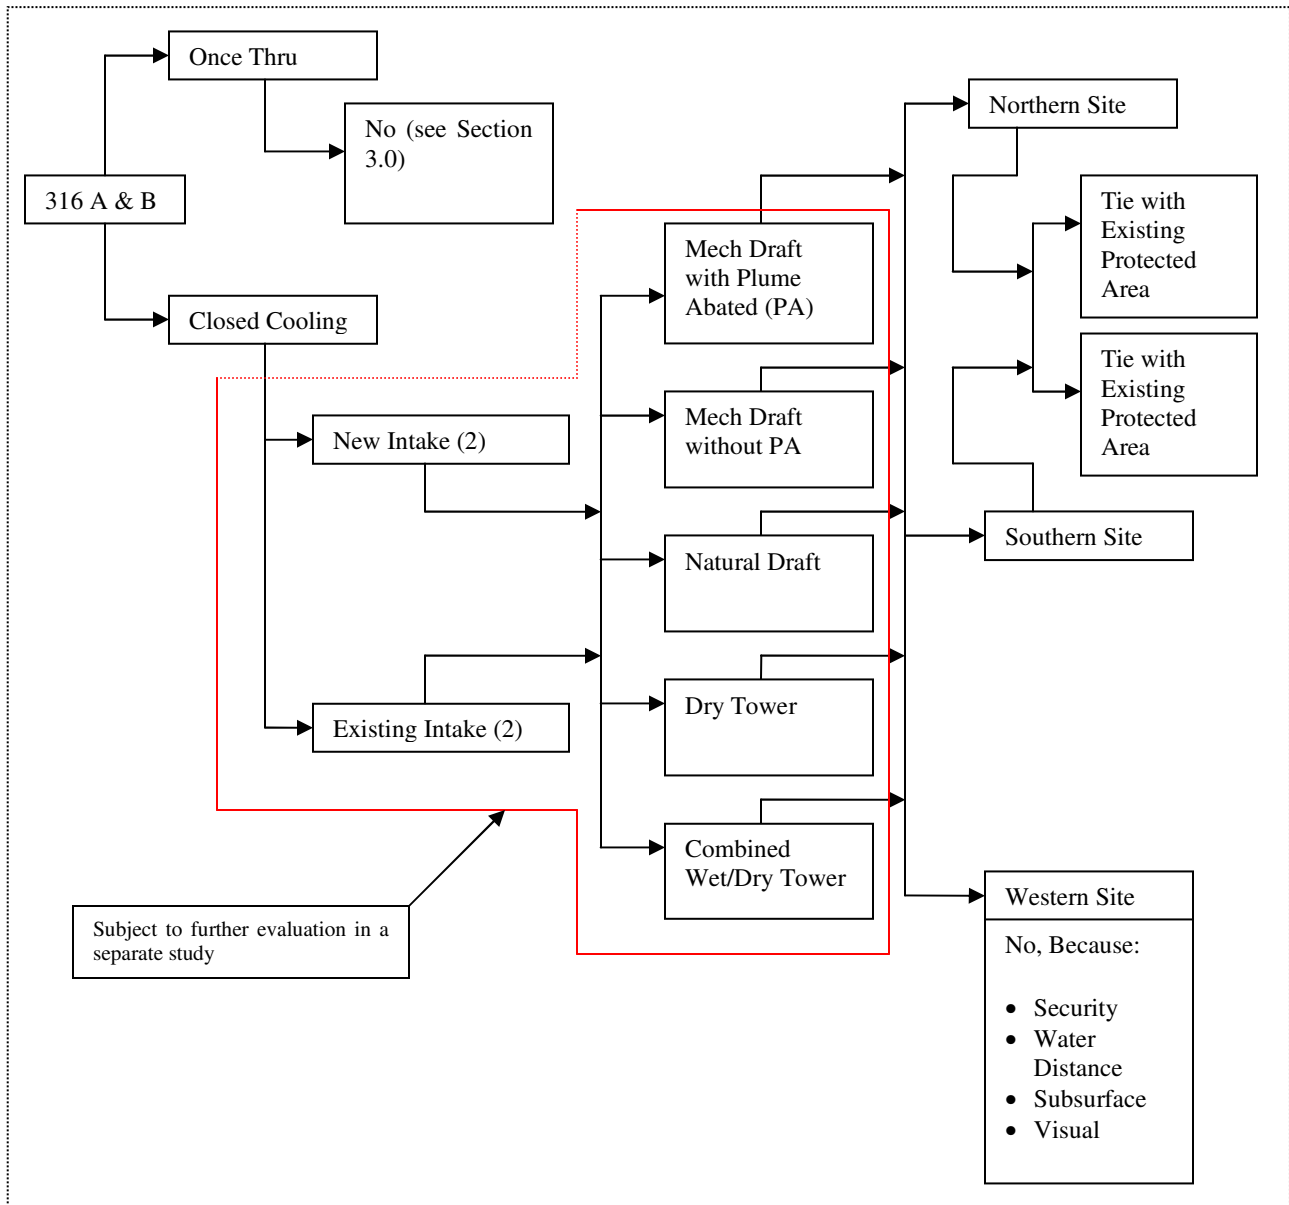 Once Thru
No (see Section
3.0)
316 A & B
Closed Cooling
New Intake (2)
Existing Intake (2)
Subject to further evaluation in a
separate study
Mech Draft
with Plume
Abated (PA)
Mech Draft
without PA
Natural Draft
Dry Tower
Combined
Wet/Dry Tower
Northern Site
Tie with
Existing
Protected
Area
Tie with
Existing
Protected
Area
Southern Site
Western Site
No, Because:
• Security
• Water
Distance
• Subsurface
• Visual